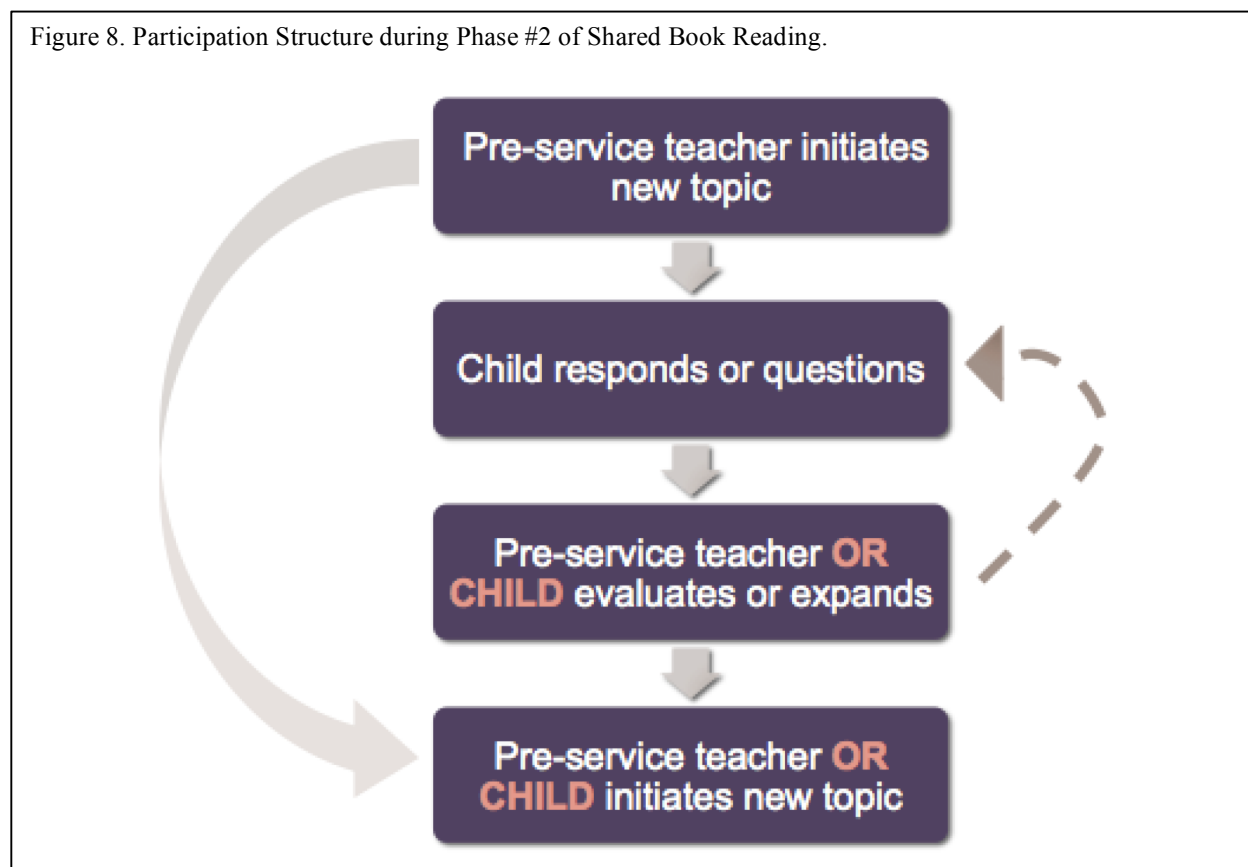 Figure 8. Participation Structure during Phase #2 of Shared Book Reading.
Pre-service teacher initiates
new topic
Child responds or questions
Pre-service teacher OR
CHILD evaluates or expands
Pre-service teacher OR
CHILD initiates new topic